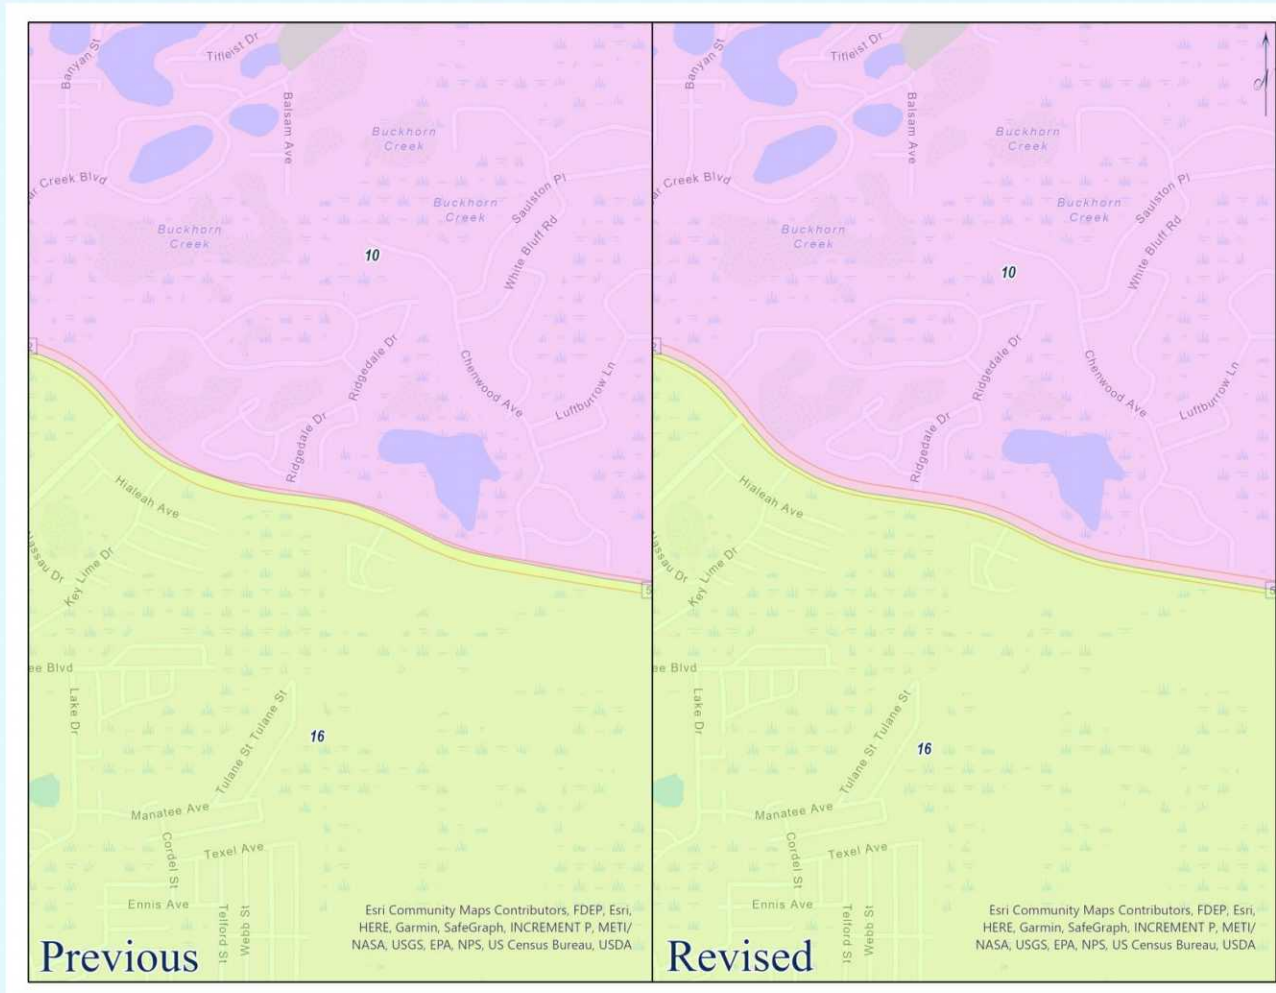 Banyan St
Tifleist Dr
Balsam Ave
Buckhorn
Creek
ar Creek Blvd
Buckhorn
Creek
Saulston Pl
Buckhorn
Creek
White Bluff Rd
10
Ridgedale Dr
Chenwood Ave
Luftburrow Ln
Ridgedale Dr
Hialeah Ave
Nassau Dr
Key Lime Dr
5
ee Blvd
Lake Dr
Tulane St Tulane St
16
Manatee Ave
Cordel St
Texel Ave
Ennis Ave
Telford St
Webb St
Esri Community Maps Contributors, FDEP, Esri,
HERE, Garmin, SafeGraph, INCREMENT P, METI/
NASA, USGS, EPA, NPS, US Census Bureau, USDA
Previous
Banyan St
Tifleist Dr
Balsam Ave
Buckhorn
Creek
ar Creek Blvd
Buckhorn
Creek
Saulston Pl
Buckhorn
Creek
White Bluff Rd
10
Ridgedale Dr
Chenwood Ave
Luftburrow Ln
Ridgedale Dr
Hialeah Ave
assau Dr
Key Lime Dr
5
ee Blvd
Lake Dr
Tulane St Tulane St
16
Manatee Ave
Cordel St
Texel Ave
Ennis Ave
Telford St
Webb St
Esri Community Maps Contributors, FDEP, Esri,
HERE, Garmin, SafeGraph, INCREMENT P, METI/
NASA, USGS, EPA, NPS, US Census Bureau, USDA
Revised